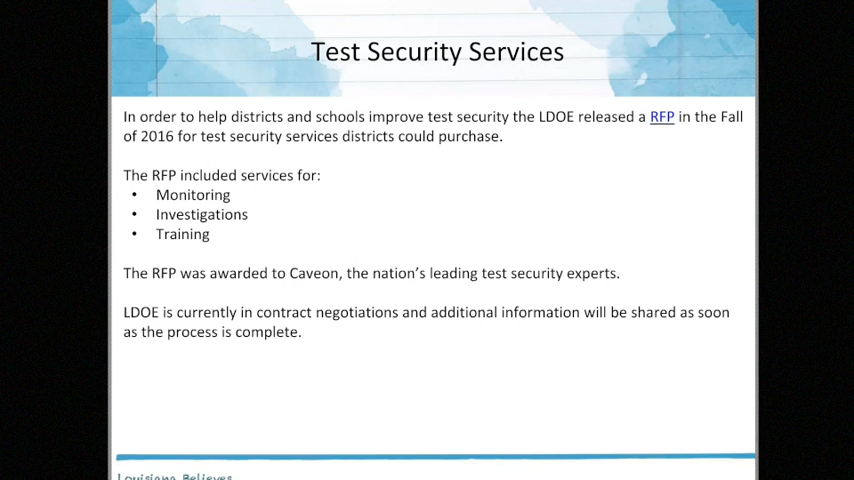 Test Security Services
In order to help districts and schools improve test security the LDOE released a RFP in the Fall
of 2016 for test security services districts could purchase.
The RFP included services for:
• Monitoring
• Investigations
• Training
The RFP was awarded to Caveon, the nation's leading test security experts.
LDOE is currently in contract negotiations and additional information will be shared as soon
as the process is complete.
Louisiana Believes